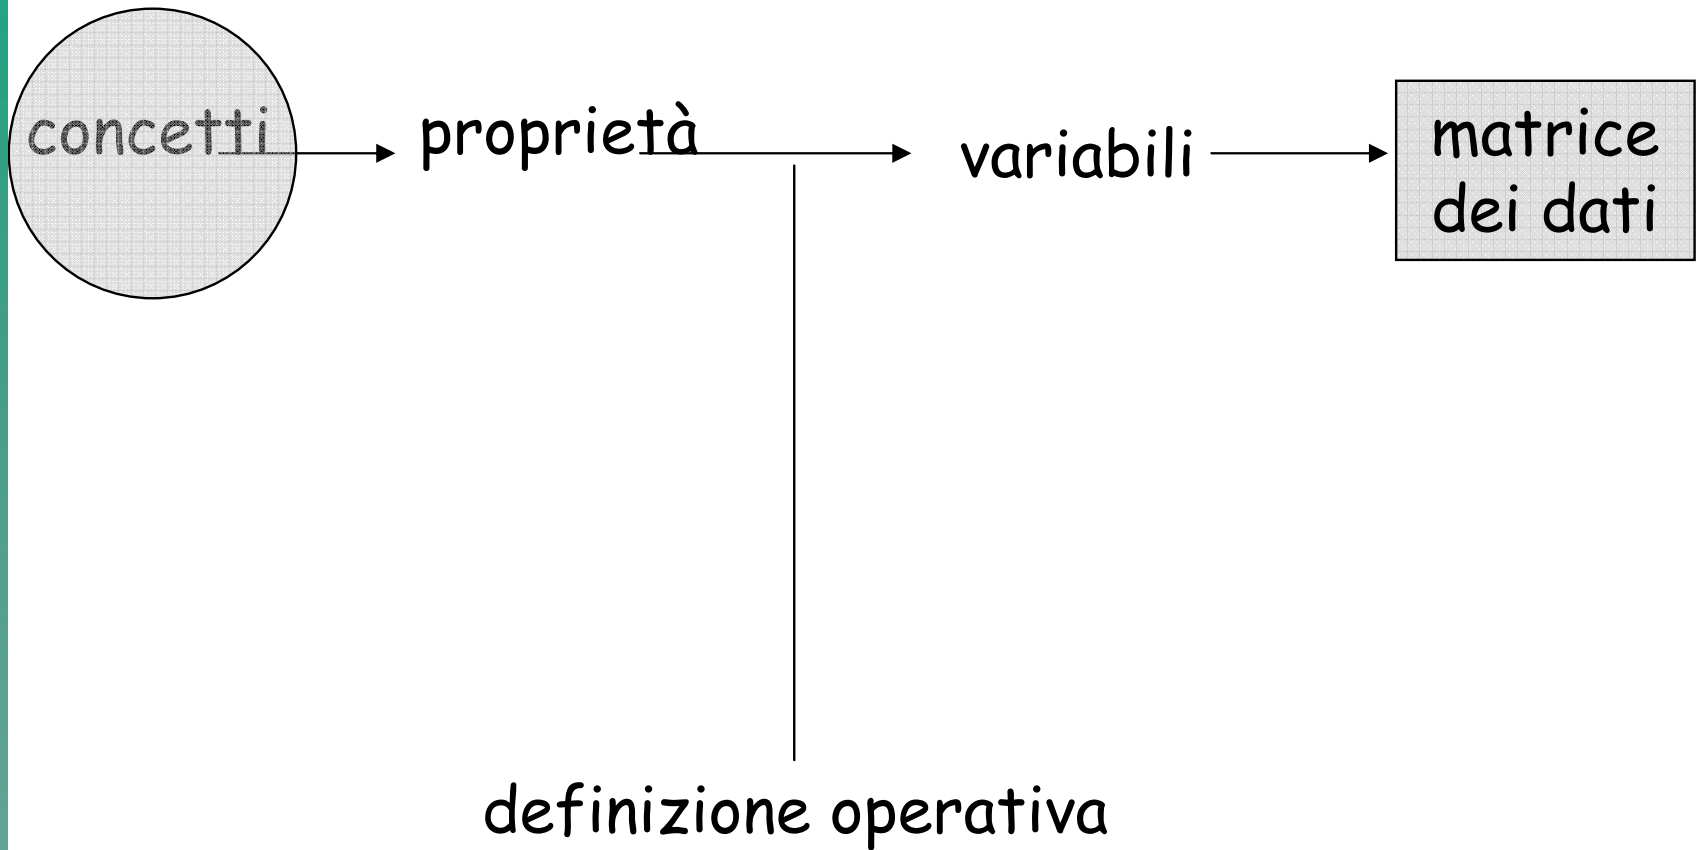 concetti
proprietà
variabili
matrice
dei dati
definizione operativa